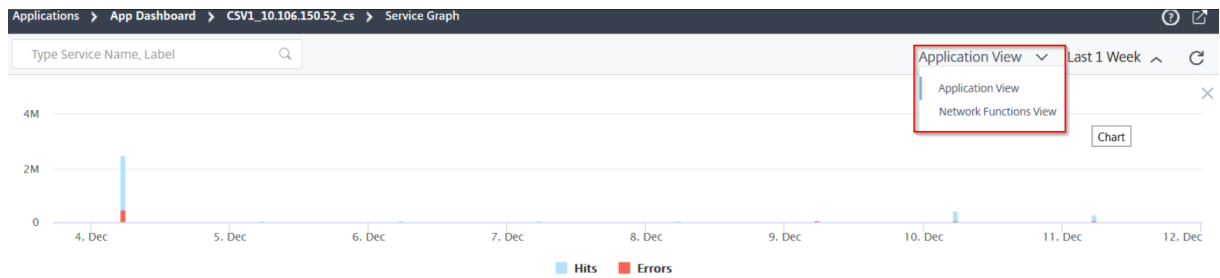 Applications > App Dashboard > CSV1_10.106.150.52_cs > Service Graph
Type Service Name, Label
Application View
Last 1 Week
Application View
Network Functions View
Chart
4M
2M
0
4. Dec 5. Dec 6. Dec 7. Dec 8. Dec 9. Dec 10. Dec 11. Dec 12. Dec
Hits Errors